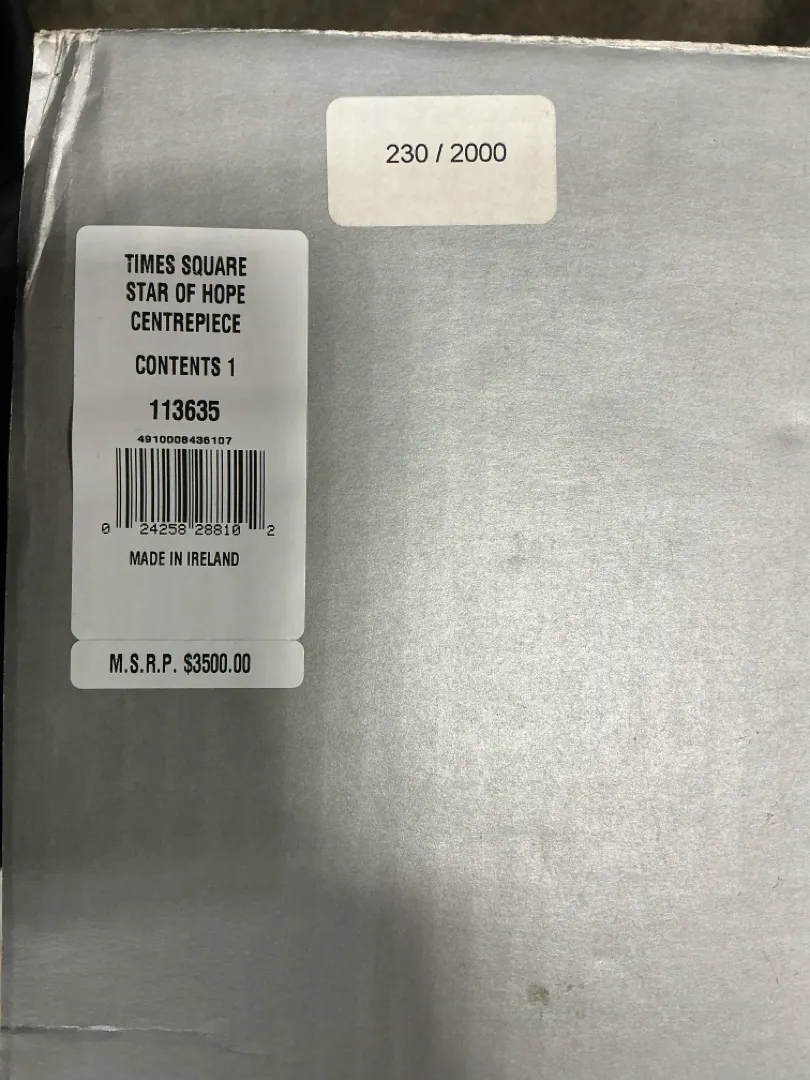 230 / 2000
TIMES SQUARE
STAR OF HOPE
CENTREPIECE
CONTENTS 1
113635
4910008436107
0 24258 28810 2
MADE IN IRELAND
M.S.R.P. $3500.00